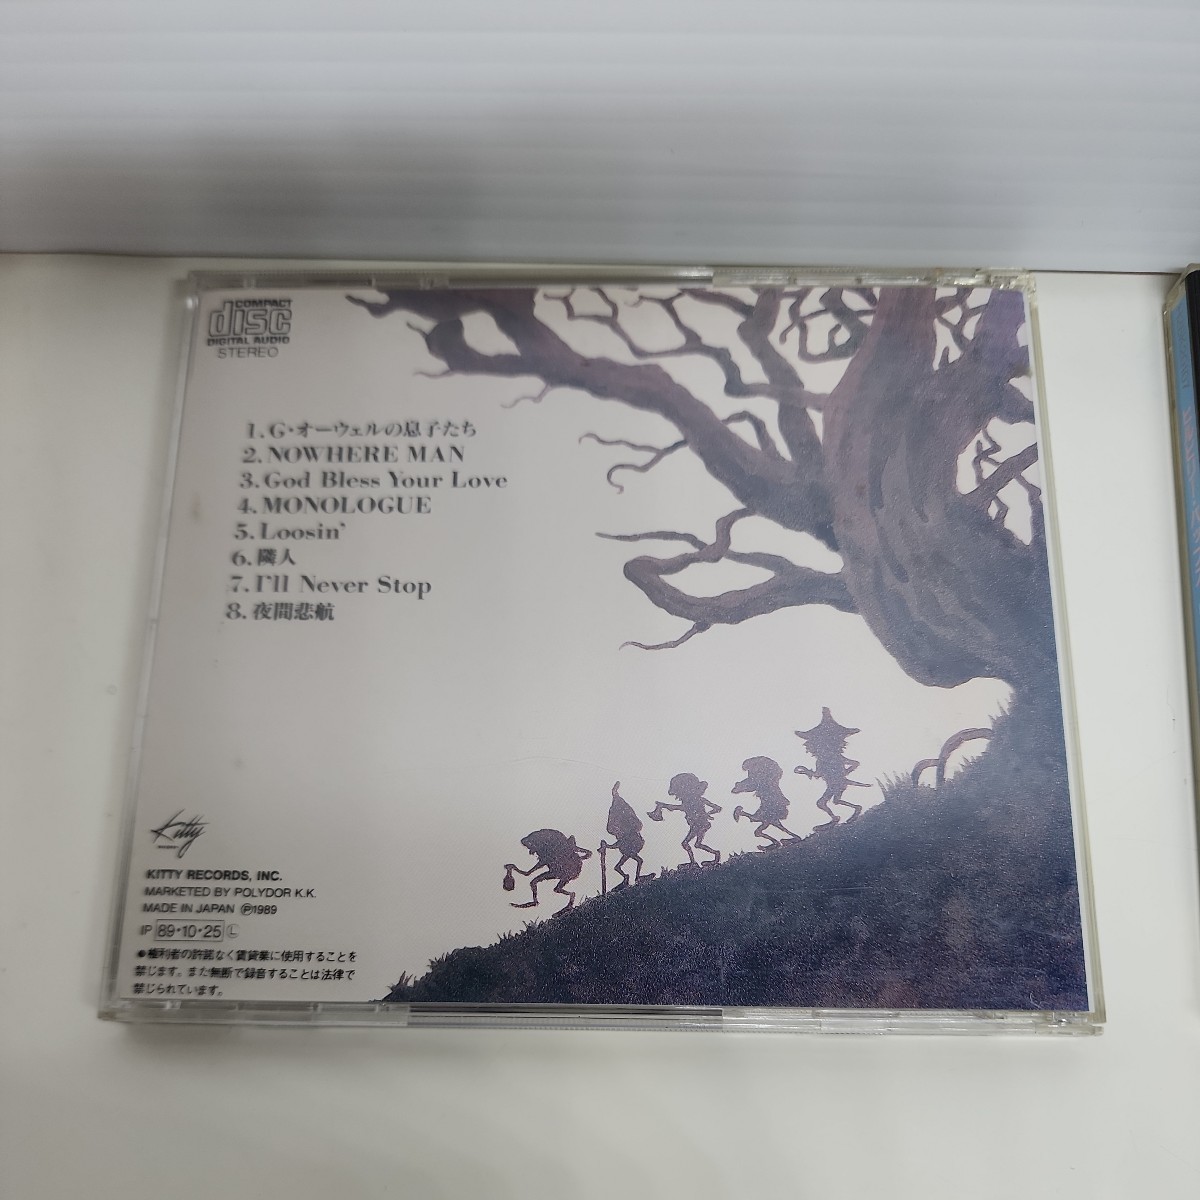 COMPACT
disc
DIGITAL AUDIO
STEREO
1. G・オーウェルの息子たち
2. NOWHERE MAN
3. God Bless Your Love
4. MONOLOGUE
5. Loosin'
6. 隣人
7. I'll Never Stop
8. 夜間悲航
Kitty
KITTY RECORDS, INC.
MARKETED BY POLYDOR K.K.
MADE IN JAPAN Ⓟ1989
IP 89・10・25 Ⓛ
●権利者の許諾なく賃貸業に使用することを
禁じます。また無断で録音することは法律で
禁じられています。